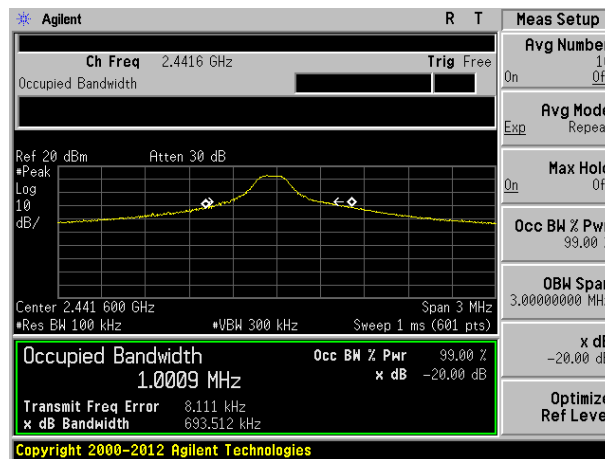 Agilent R T
Ch Freq 2.4416 GHz Trig Free
Occupied Bandwidth
Ref 20 dBm Atten 30 dB
#Peak
Log
10
dB/
Center 2.441 600 GHz Span 3 MHz
#Res BW 100 kHz #VBW 300 kHz Sweep 1 ms (601 pts)
Occupied Bandwidth Occ BW % Pwr 99.00 %
1.0009 MHz x dB -20.00 dB
Transmit Freq Error 8.111 kHz
x dB Bandwidth 693.512 kHz
Copyright 2000-2012 Agilent Technologies
Meas Setup
Avg Number
On
Avg Mode
Exp
Max Hold
On
Occ BW % Pwr
99.00
OBW Span
3.00000000 MH
x dB
-20.00 dB
Optimize
Ref Level